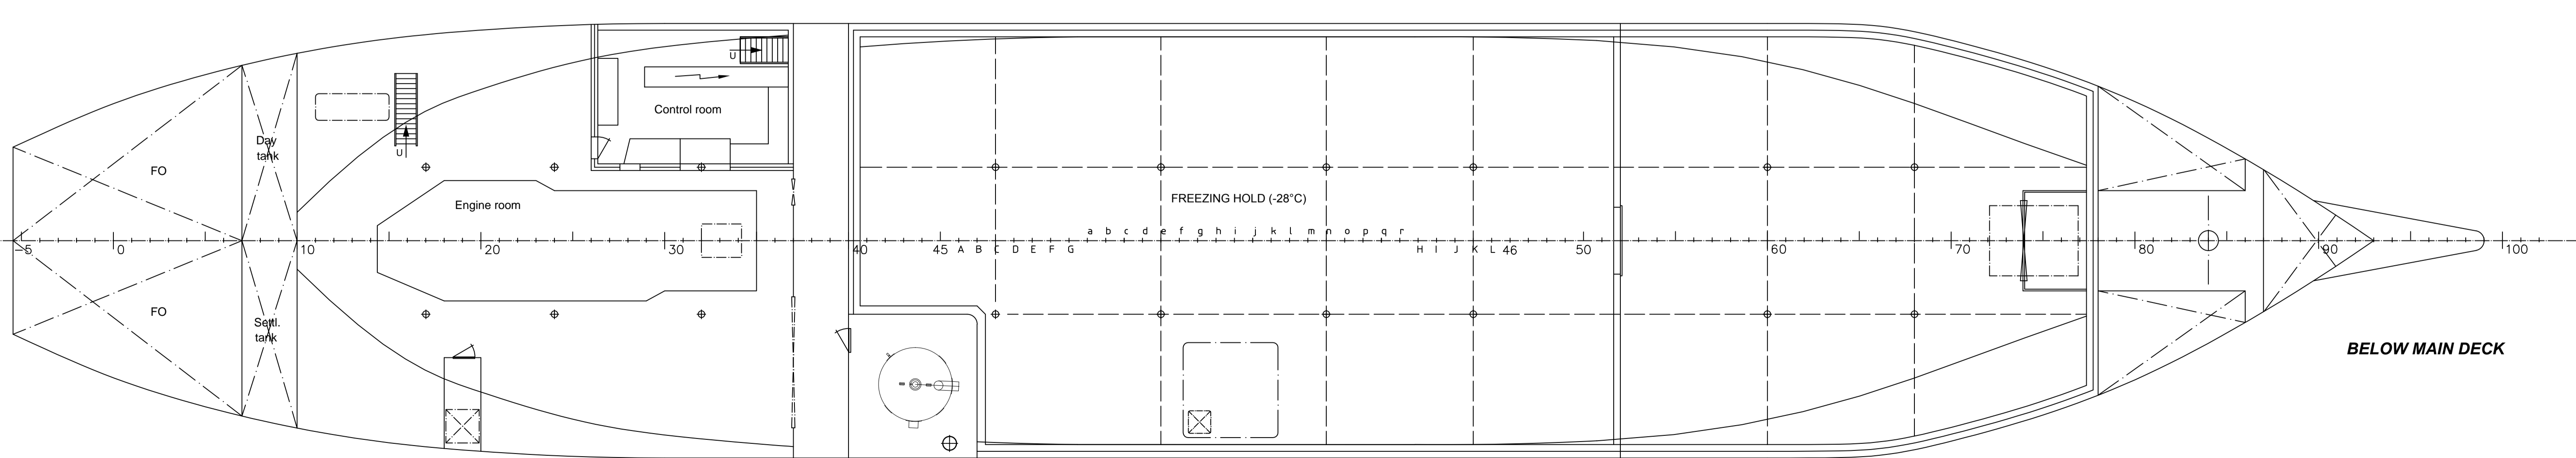 U
Control room
Day
tank
FO
U
FREEZING HOLD (-28°C)
Engine room
a b c d e f g h i j k l m n o p q r
-5 0 10 20 30 40 45 A B C D E F G H I J K L 46 50 60 70 80 90 100
FO
Settl.
tank
BELOW MAIN DECK